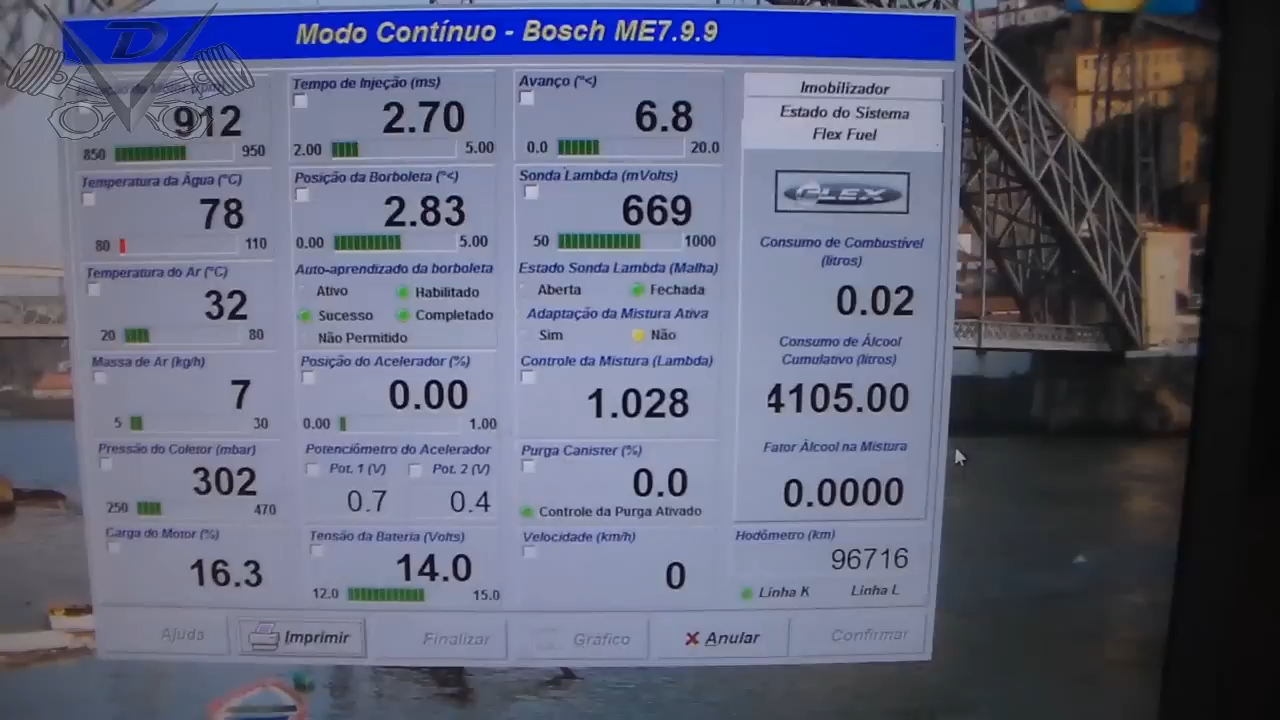 Modo Contínuo - Bosch ME7.9.9
D
912
850 950
Temperatura da Água (°C)
78
80 110
Temperatura do Ar (°C)
32
20 80
Massa de Ar (kg/h)
7
5 30
Pressão do Coletor (mbar)
302
250 470
Carga do Motor (%)
16.3
Tempo de Injeção (ms)
2.70
2.00 5.00
Posição da Borboleta (°<)
2.83
0.00 5.00
Auto-aprendizado da borboleta
Ativo Habilitado
Sucesso Completado
Não Permitido
Posição do Acelerador (%)
0.00
0.00 1.00
Potenciômetro do Acelerador
Pot. 1 (V) Pot. 2 (V)
0.7 0.4
Tensão da Bateria (Volts)
14.0
12.0 15.0
Avanço (°<)
6.8
0.0 20.0
Sonda Lambda (mVolts)
669
50 1000
Estado Sonda Lambda (Malha)
Aberta Fechada
Adaptação da Mistura Ativa
Sim Não
Controle da Mistura (Lambda)
1.028
Purga Canister (%)
0.0
Controle da Purga Ativado
Velocidade (km/h)
0
Imobilizador
Estado do Sistema
Flex Fuel
FLEX
Consumo de Combustível
(litros)
0.02
Consumo de Álcool
Cumulativo (litros)
4105.00
Fator Álcool na Mistura
0.0000
Hodômetro (km)
96716
Linha K Linha L
Ajuda Imprimir Finalizar Gráfico Anular Confirmar